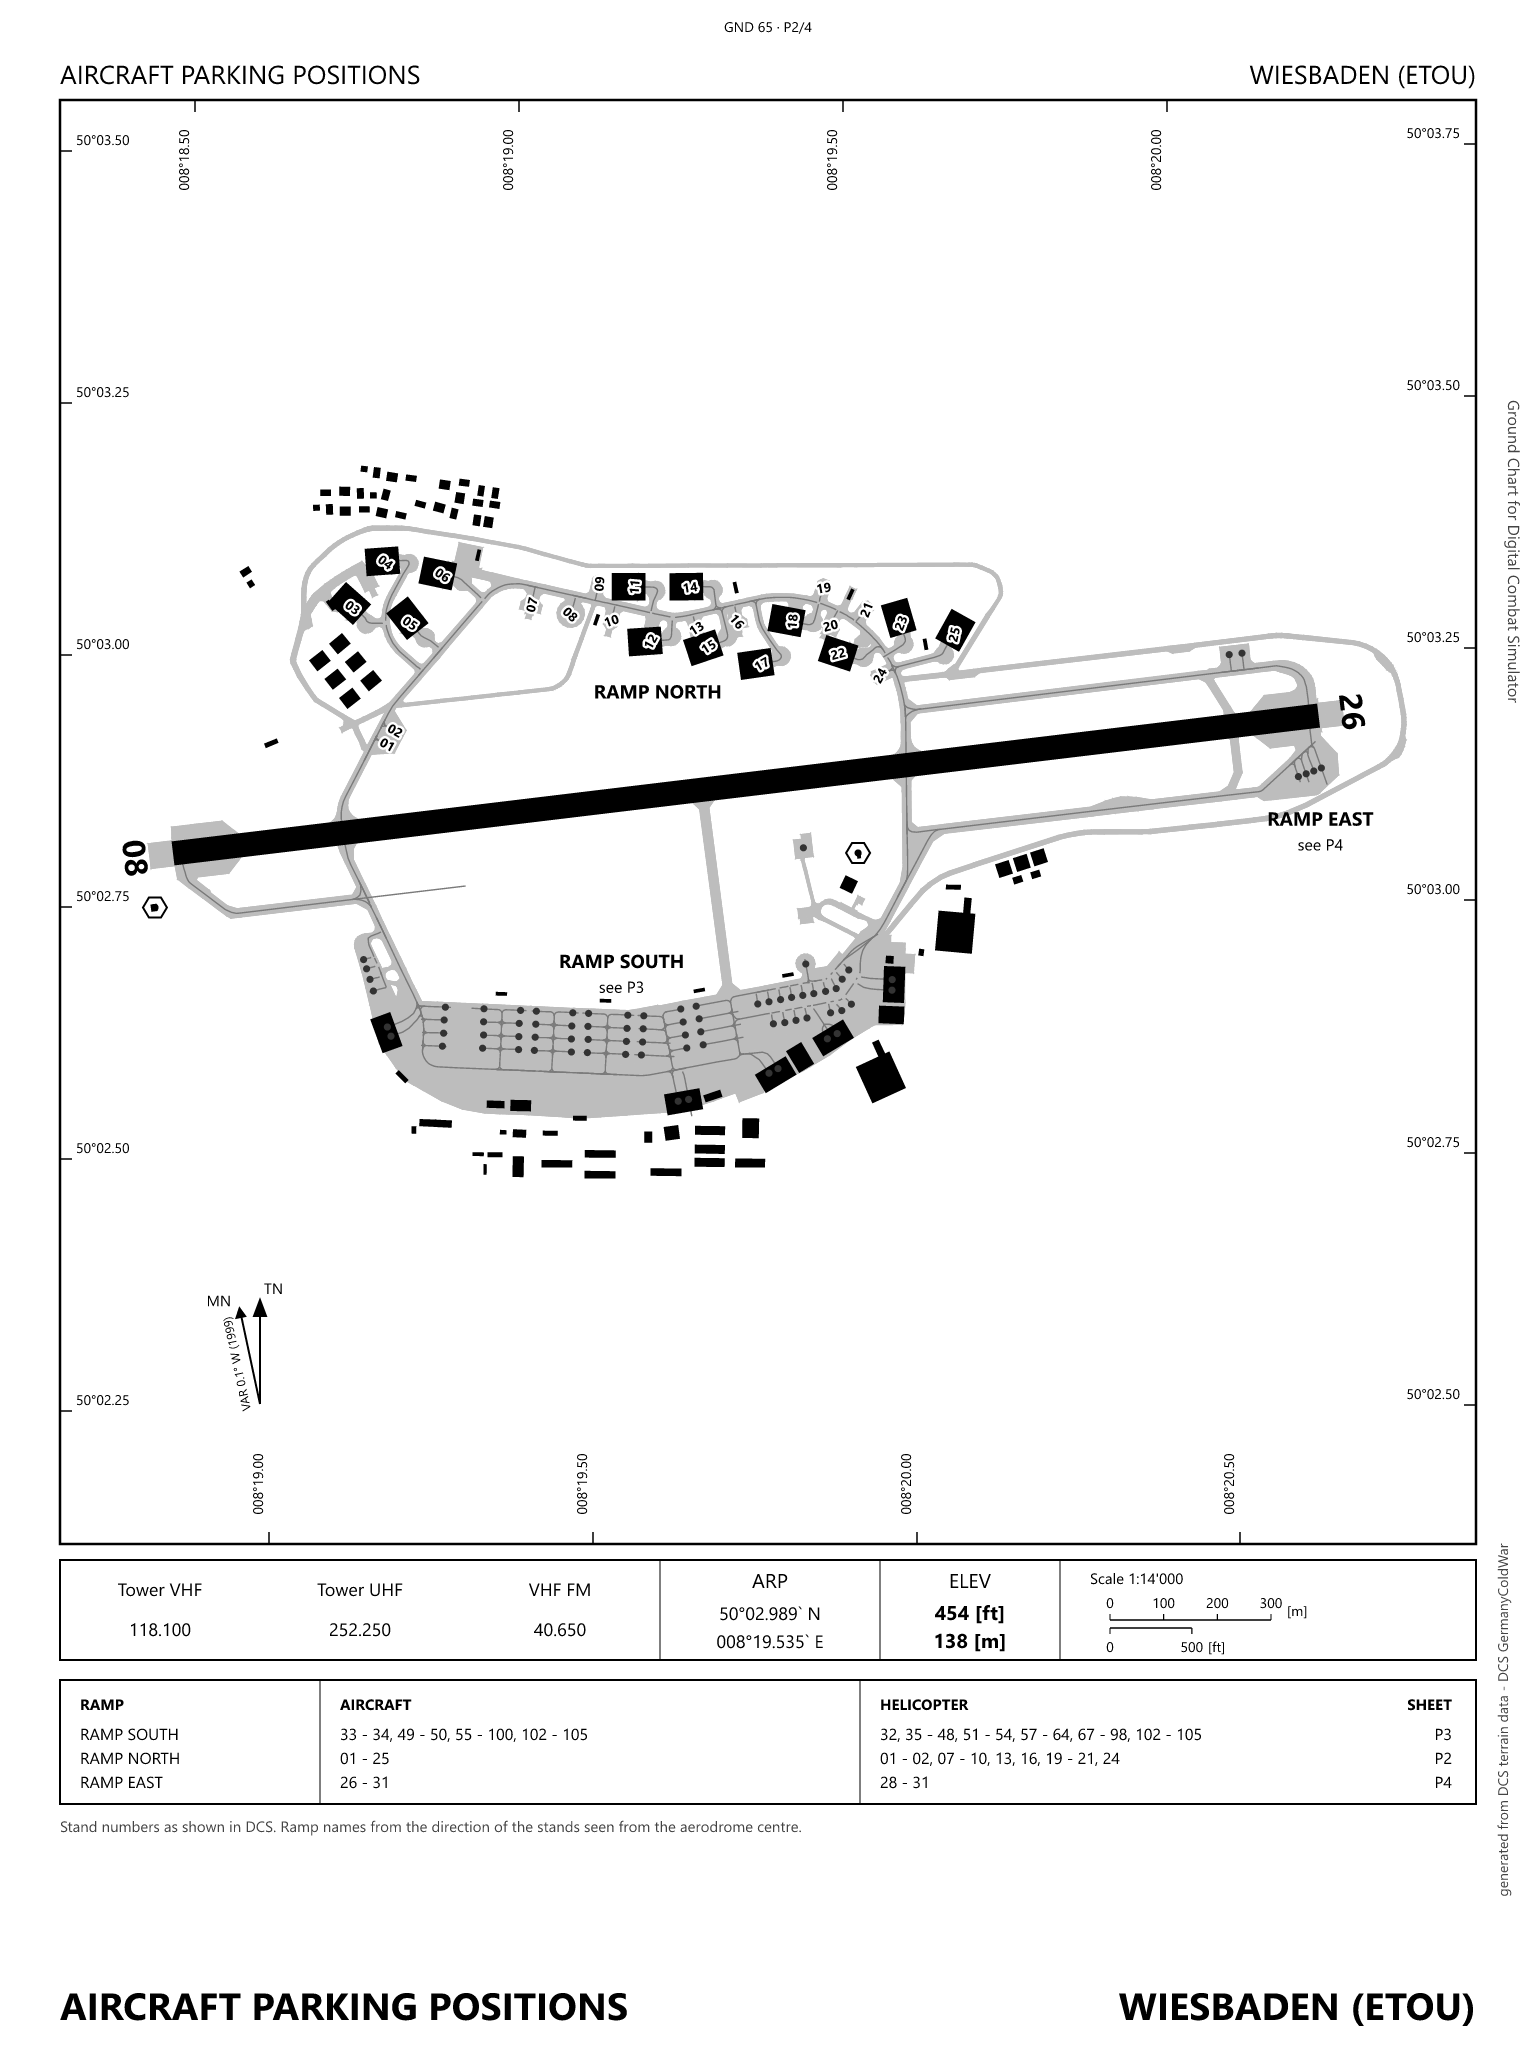 GND 65 · P2/4
AIRCRAFT PARKING POSITIONS
WIESBADEN (ETOU)
008°18.50
008°19.00
008°19.50
008°20.00
50°03.50
50°03.75
50°03.25
50°03.50
50°03.00
50°03.25
50°02.75
50°03.00
50°02.50
50°02.75
50°02.25
50°02.50
04
06
03
05
07
08
09
10
11
12
13
14
15
16
17
18
19
20
21
22
23
24
25
02
01
RAMP NORTH
26
08
RAMP EAST
see P4
RAMP SOUTH
see P3
MN
TN
VAR 0.1° W (1999)
008°19.00
008°19.50
008°20.00
008°20.50
Ground Chart for Digital Combat Simulator
generated from DCS terrain data - DCS GermanyColdWar
Tower VHF
118.100
Tower UHF
252.250
VHF FM
40.650
ARP
50°02.989` N
008°19.535` E
ELEV
454 [ft]
138 [m]
Scale 1:14'000
0 100 200 300 [m]
0 500 [ft]
RAMP AIRCRAFT HELICOPTER SHEET
RAMP SOUTH 33 - 34, 49 - 50, 55 - 100, 102 - 105 32, 35 - 48, 51 - 54, 57 - 64, 67 - 98, 102 - 105 P3
RAMP NORTH 01 - 25 01 - 02, 07 - 10, 13, 16, 19 - 21, 24 P2
RAMP EAST 26 - 31 28 - 31 P4
Stand numbers as shown in DCS. Ramp names from the direction of the stands seen from the aerodrome centre.
AIRCRAFT PARKING POSITIONS
WIESBADEN (ETOU)